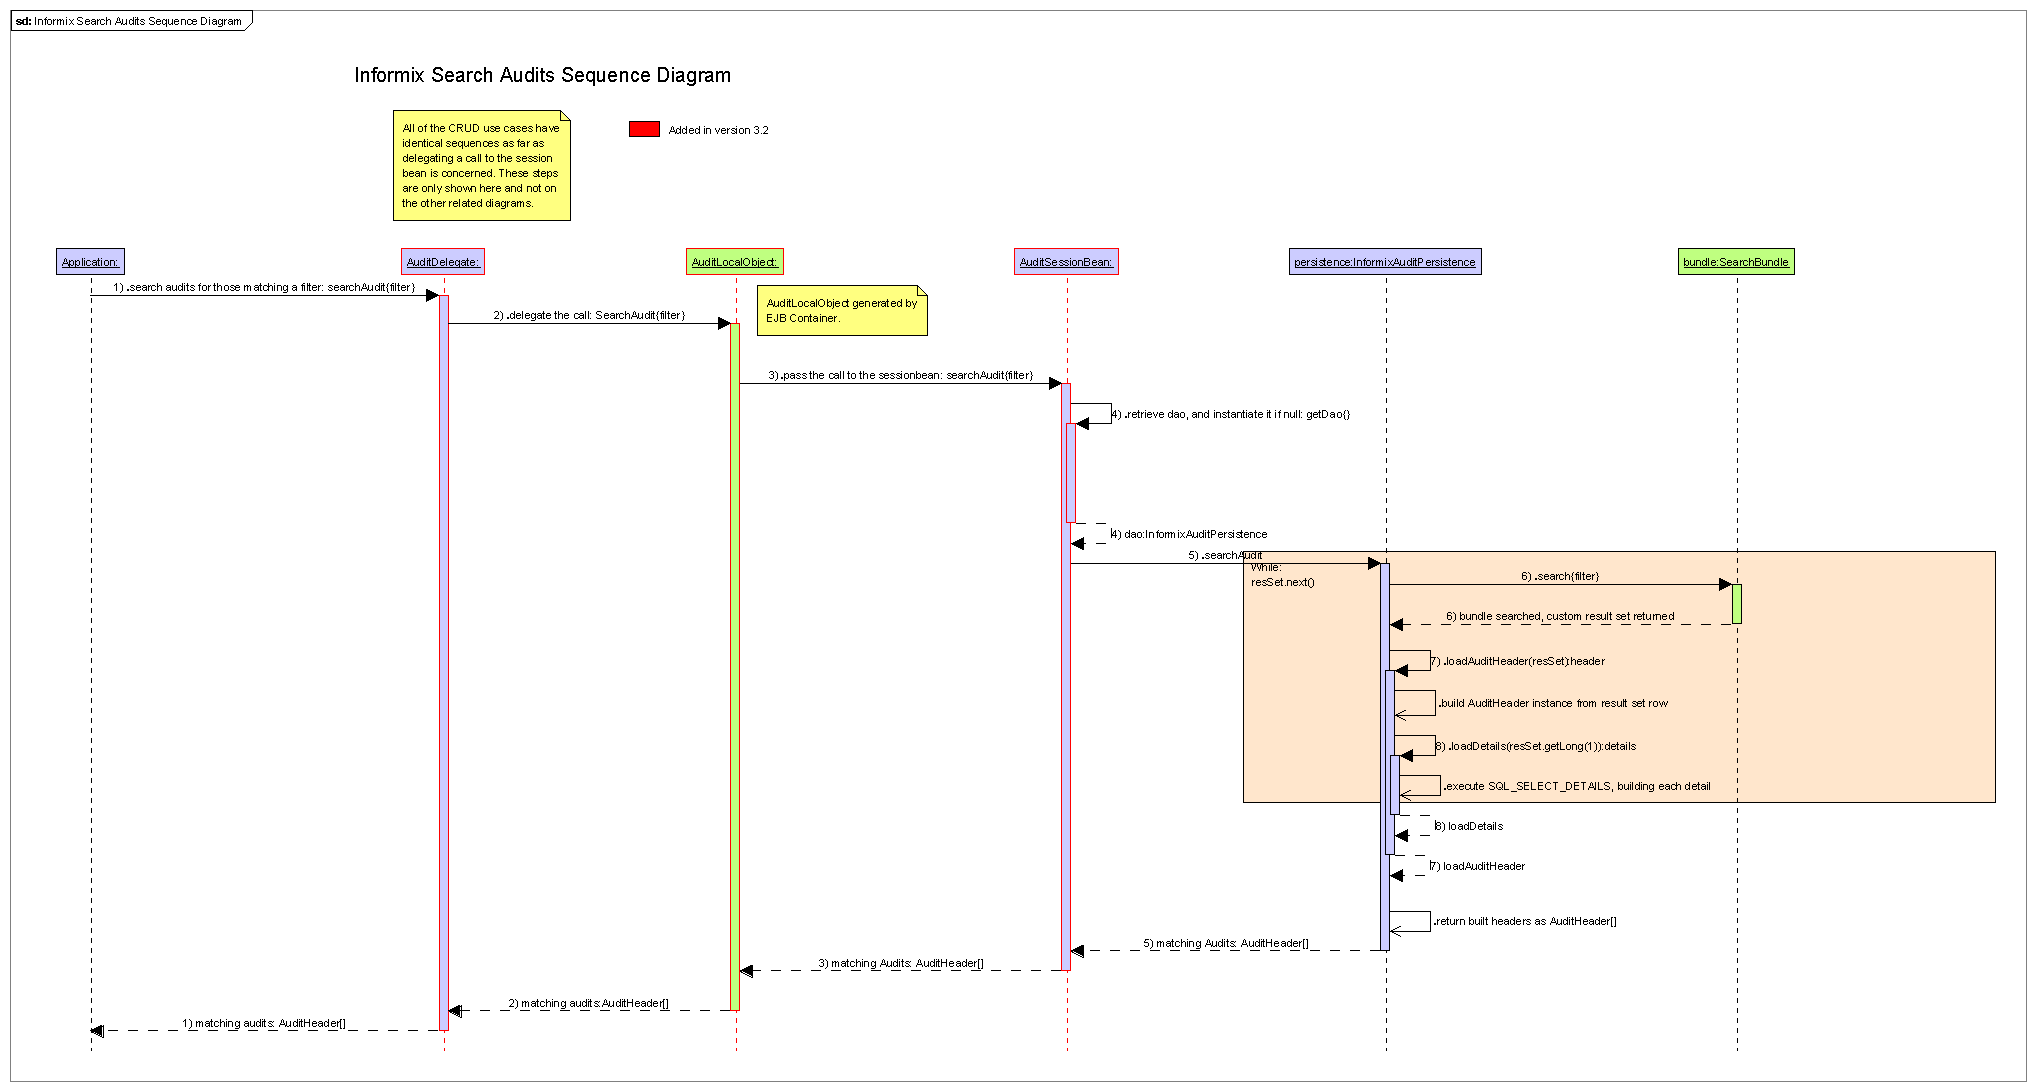 sd: Informix Search Audits Sequence Diagram
Informix Search Audits Sequence Diagram
All of the CRUD use cases have
identical sequences as far as
delegating a call to the session
bean is concerned. These steps
are only shown here and not on
the other related diagrams.
Added in version 3.2
Application:
AuditDelegate:
AuditLocalObject:
AuditSessionBean:
persistence:InformixAuditPersistence
bundle:SearchBundle
1) .search audits for those matching a filter: searchAudit{filter}
AuditLocalObject generated by
EJB Container.
2) .delegate the call: SearchAudit{filter}
3) .pass the call to the sessionbean: searchAudit{filter}
4) .retrieve dao, and instantiate it if null: getDao{}
4) dao:InformixAuditPersistence
5) .searchAudit
While:
resSet.next()
6) .search{filter}
6) bundle searched, custom result set returned
7) .loadAuditHeader(resSet):header
.build AuditHeader instance from result set row
8) .loadDetails(resSet.getLong(1)):details
.execute SQL_SELECT_DETAILS, building each detail
8) loadDetails
7) loadAuditHeader
.return built headers as AuditHeader[]
5) matching Audits: AuditHeader[]
3) matching Audits: AuditHeader[]
2) matching audits:AuditHeader[]
1) matching audits: AuditHeader[]